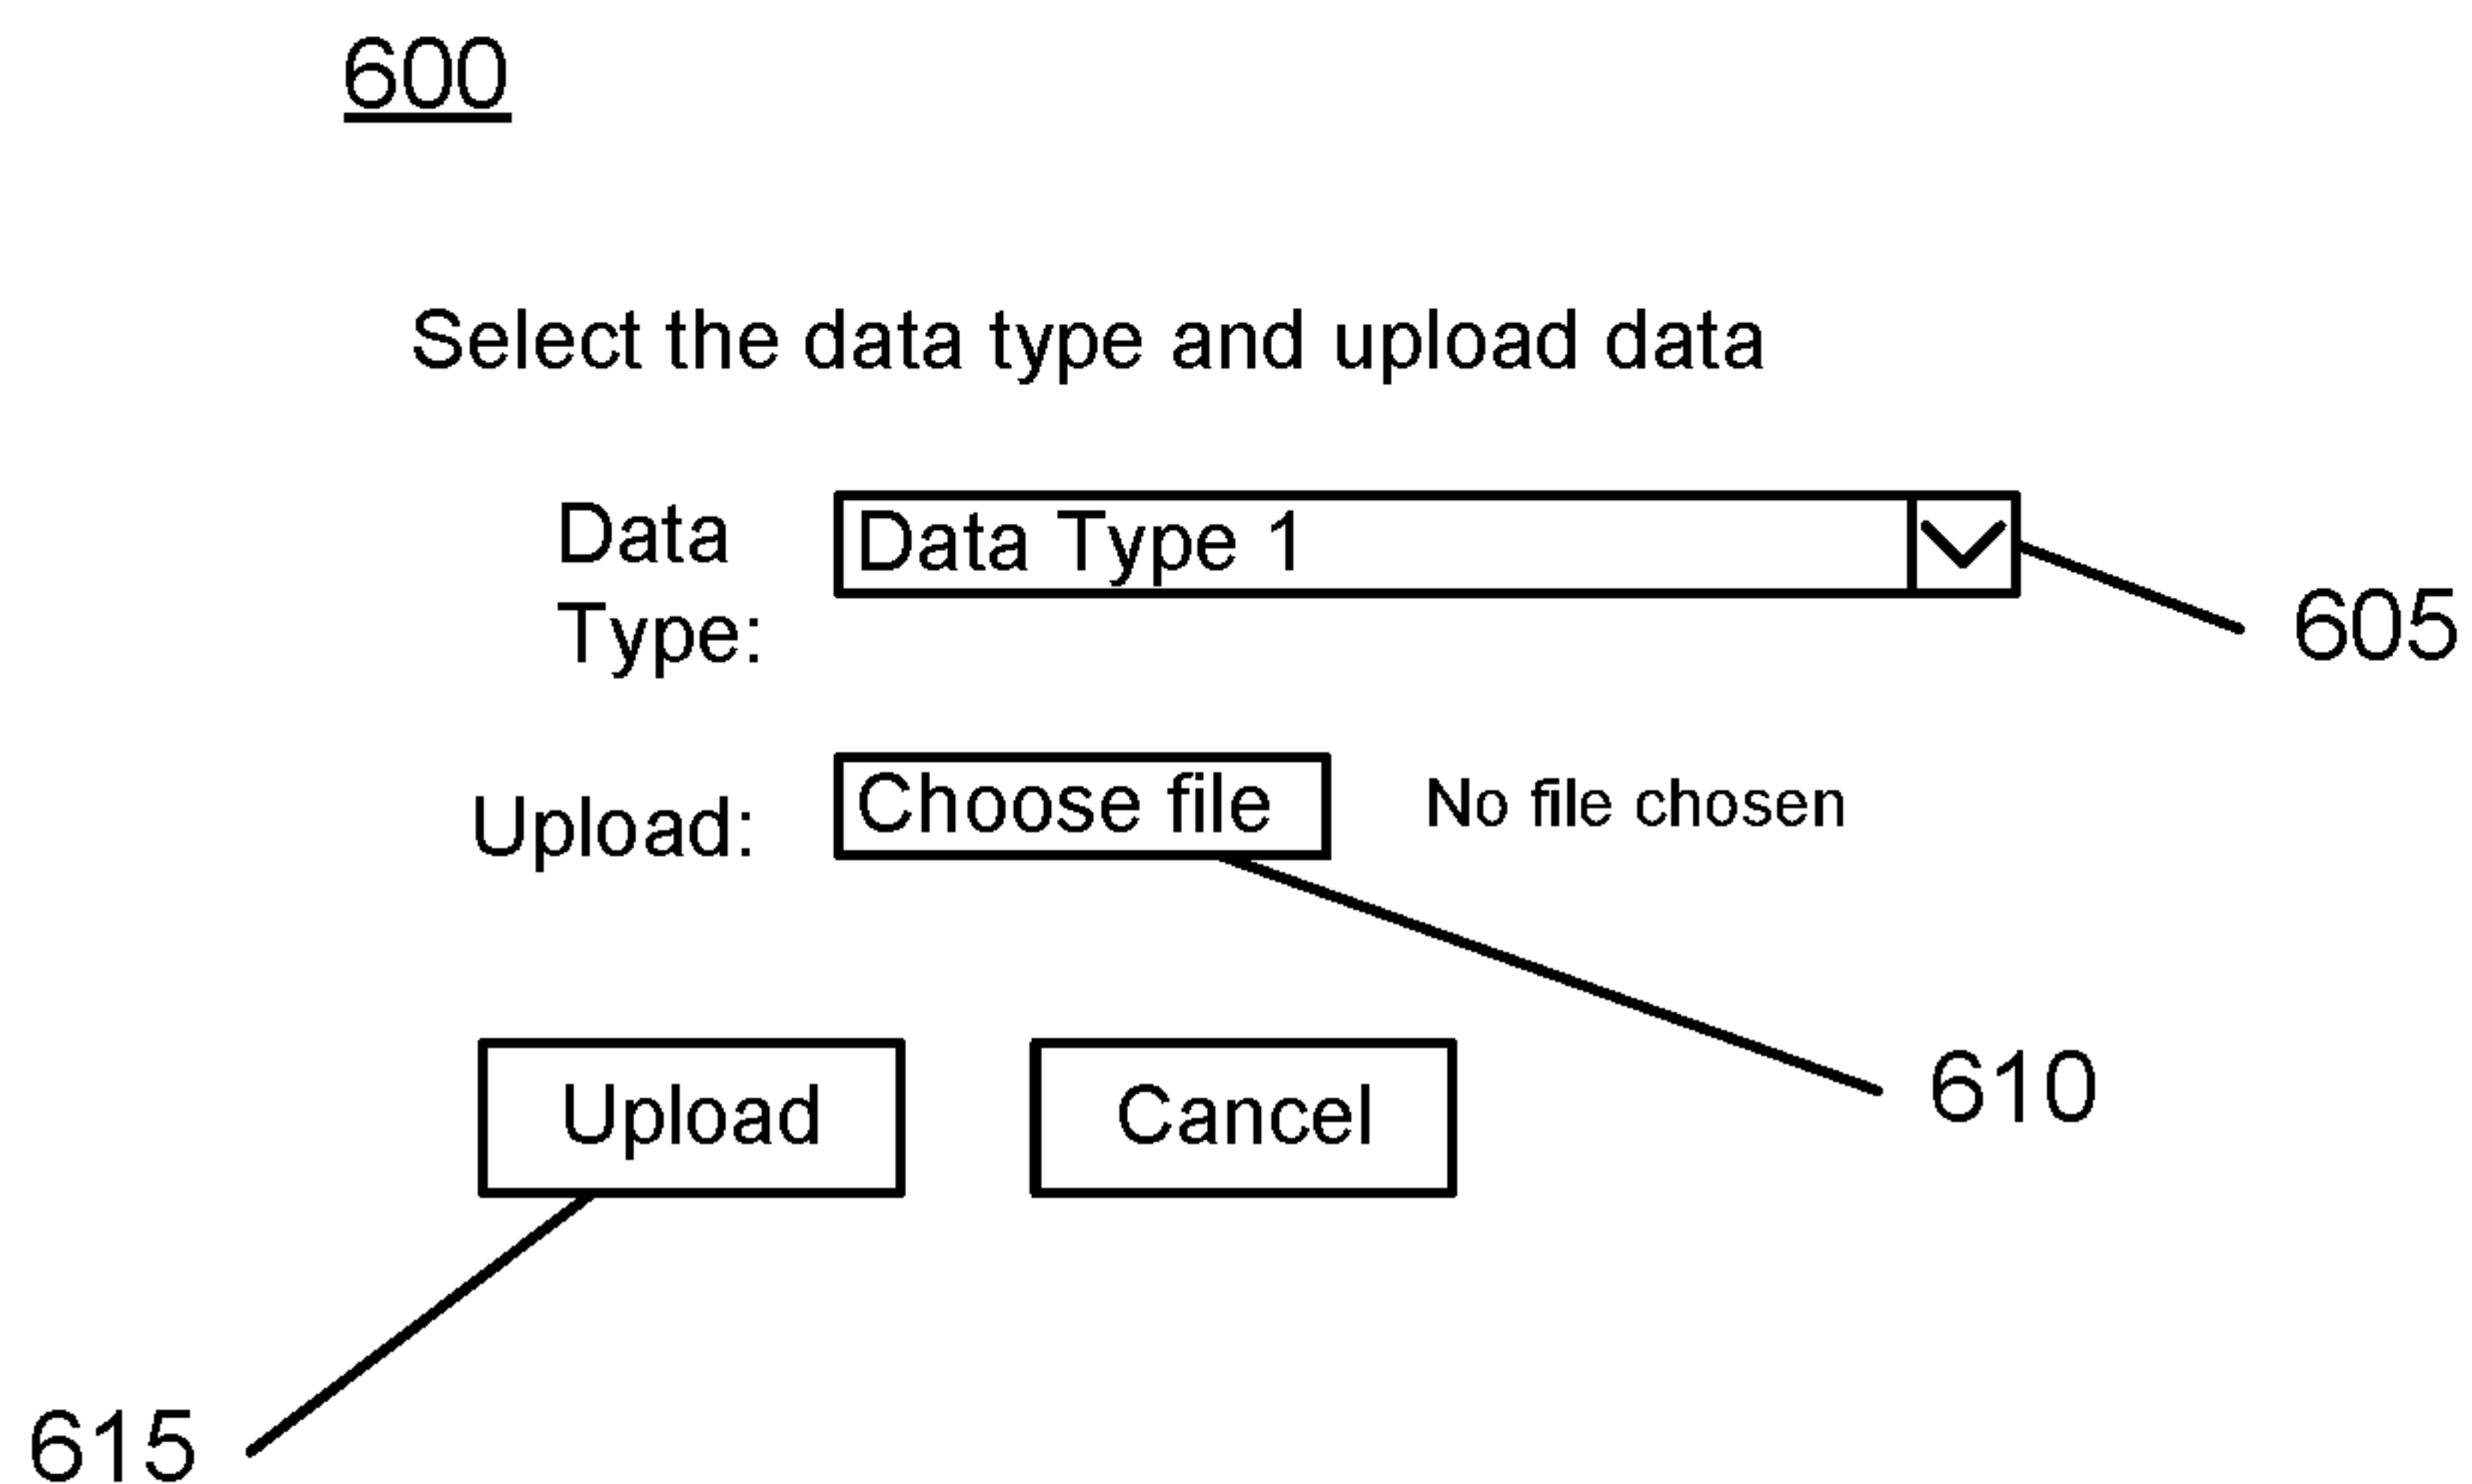 600
Select the data type and upload data
Data
Type:
Data Type 1
605
Upload:
Choose file
No file chosen
610
Upload
Cancel
615